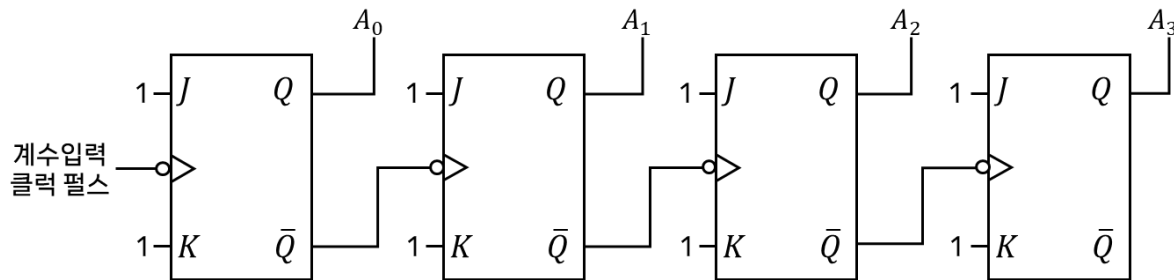 A₀ A₁ A₂ A₃
1 J Q 1 J Q 1 J Q 1 J Q
계수입력
클럭 펄스
1 K Q̄ 1 K Q̄ 1 K Q̄ 1 K Q̄